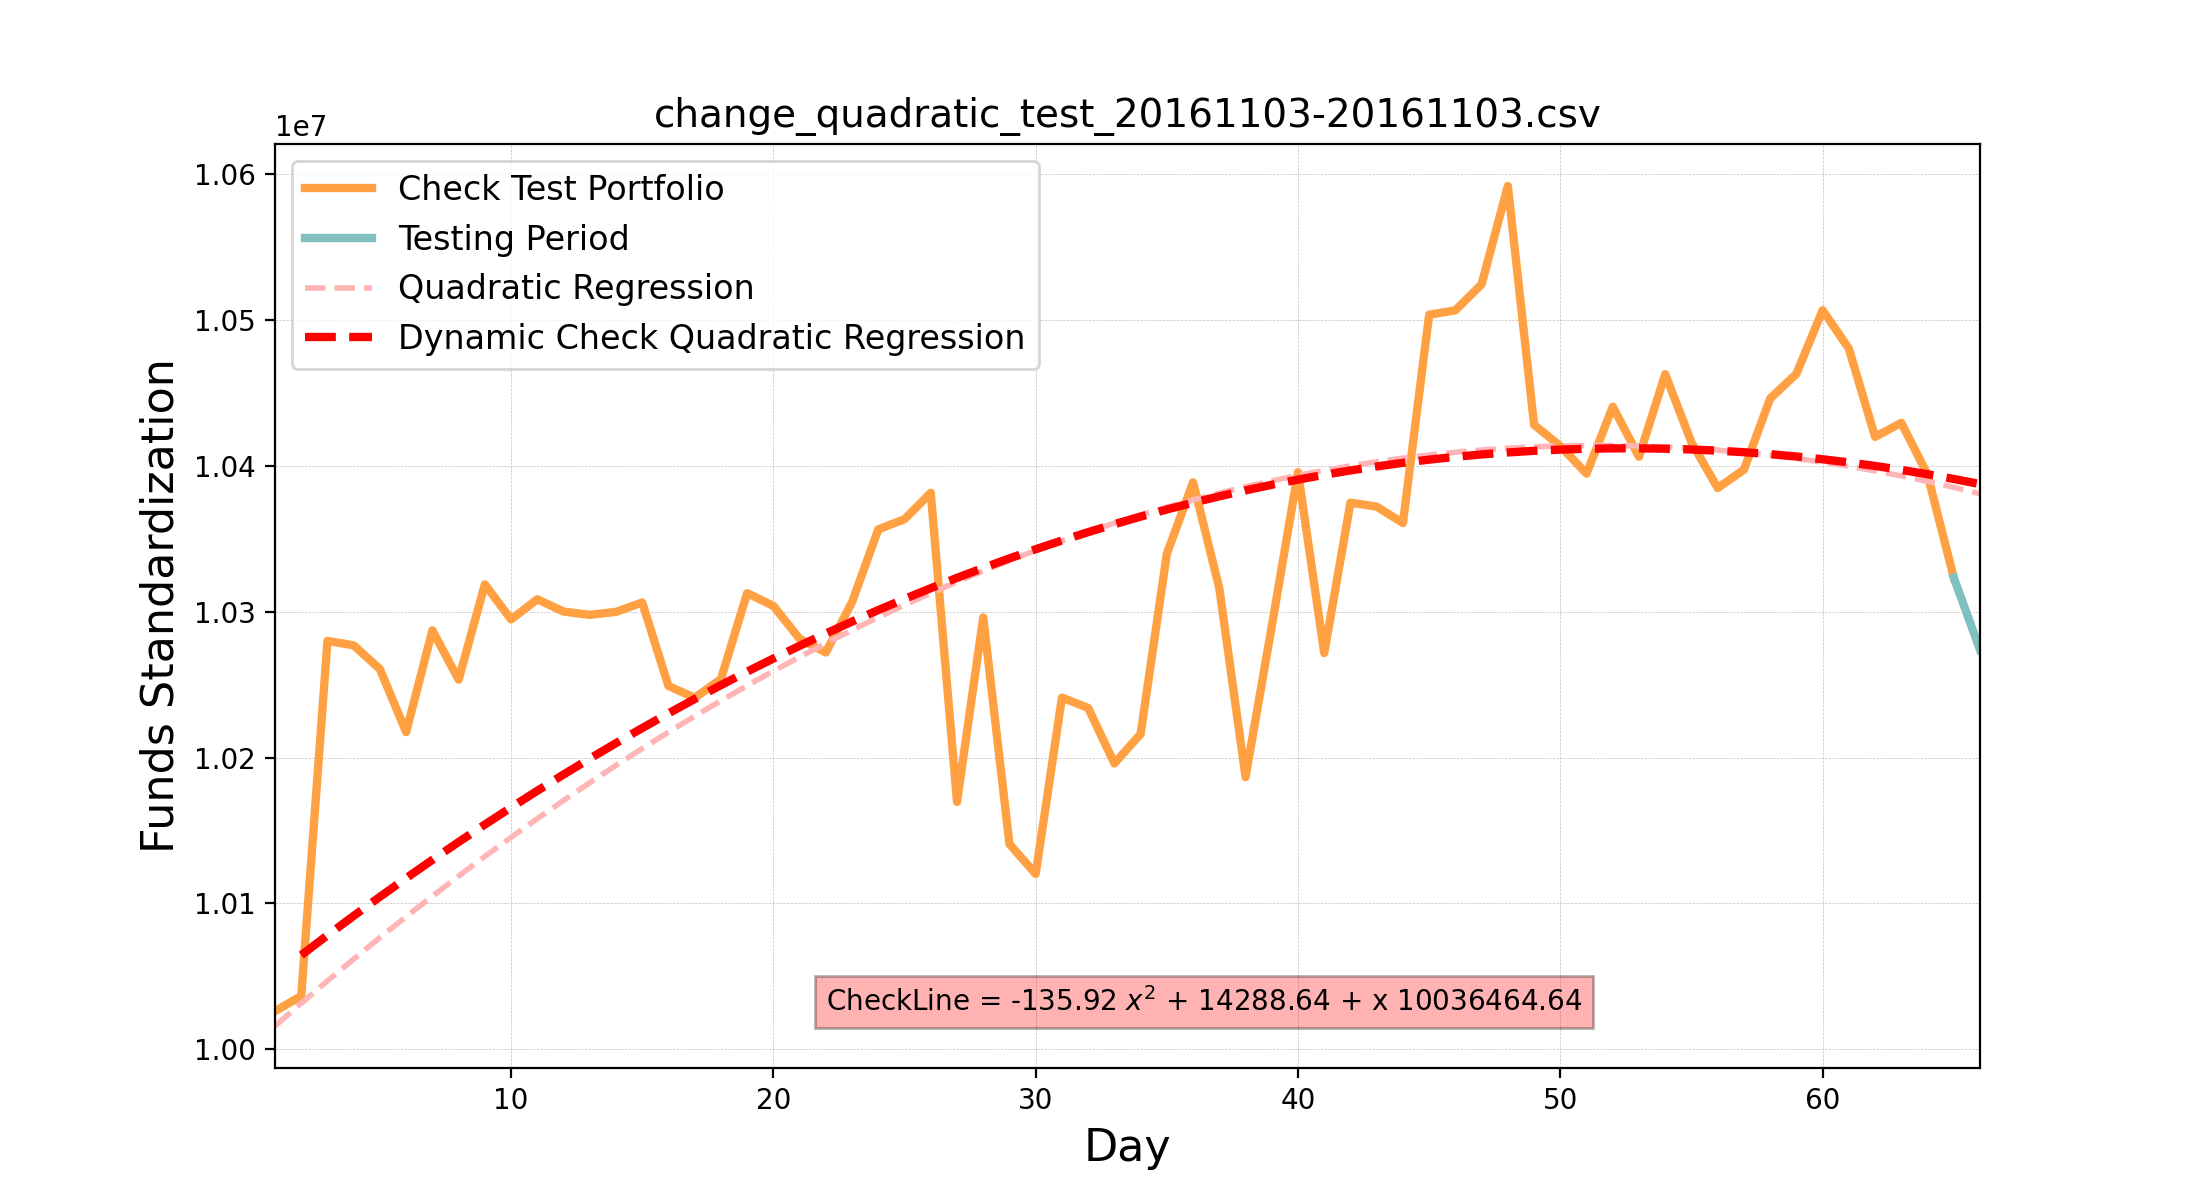 change_quadratic_test_20161103-20161103.csv
1e7
Check Test Portfolio
Testing Period
Quadratic Regression
Dynamic Check Quadratic Regression
1.06
1.05
1.04
1.03
1.02
1.01
1.00
Funds Standardization
CheckLine = -135.92 x² + 14288.64 + x 10036464.64
10 20 30 40 50 60
Day